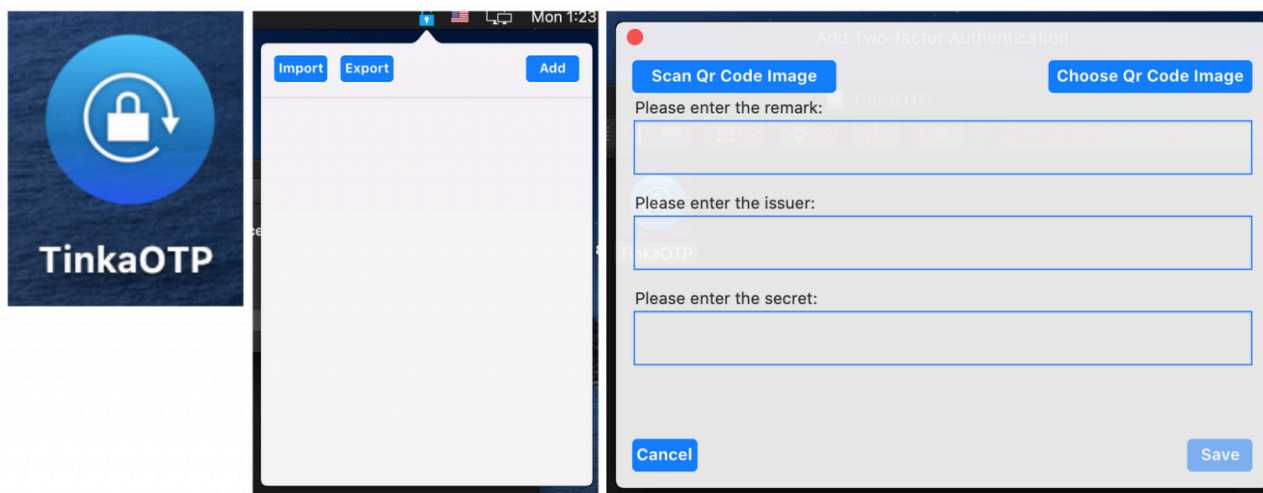 TinkaOTP
Mon 1:23
Import Export Add
Add Two-factor Authentication
Scan Qr Code Image Choose Qr Code Image
TinkaOTP
Please enter the remark:
Please enter the issuer:
TinkaOTP
Please enter the secret:
Cancel Save